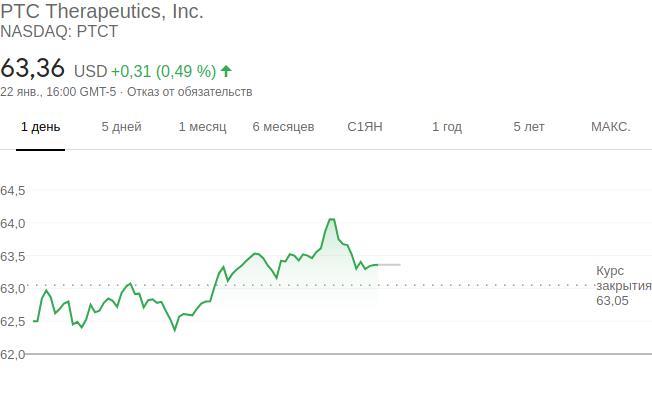 PTC Therapeutics, Inc.
NASDAQ: PTCT
63,36 USD +0,31 (0,49 %)
22 янв., 16:00 GMT-5 · Отказ от обязательств
1 день 5 дней 1 месяц 6 месяцев С1ЯН 1 год 5 лет МАКС.
64,5
64,0
63,5
63,0
62,5
62,0
Курс
закрытия
63,05